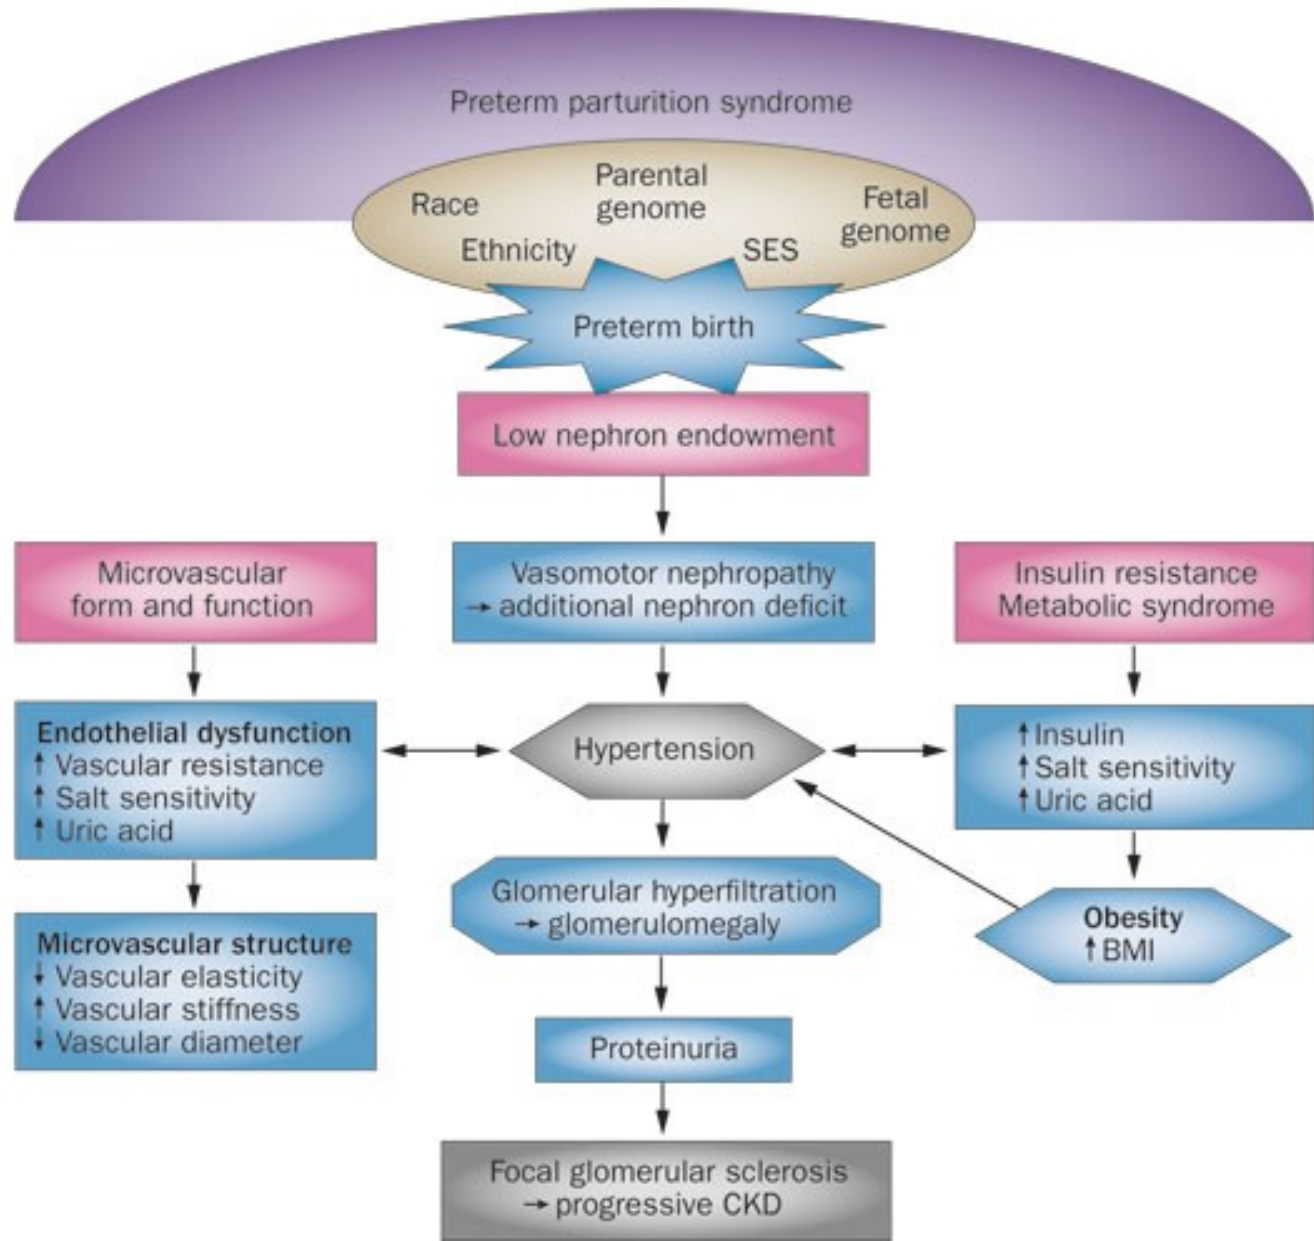 Preterm parturition syndrome
Race
Parental
genome
Fetal
genome
Ethnicity
SES
Preterm birth
Low nephron endowment
Microvascular
form and function
Vasomotor nephropathy
→ additional nephron deficit
Insulin resistance
Metabolic syndrome
Endothelial dysfunction
↑ Vascular resistance
↑ Salt sensitivity
↑ Uric acid
Hypertension
↑ Insulin
↑ Salt sensitivity
↑ Uric acid
Microvascular structure
↓ Vascular elasticity
↑ Vascular stiffness
↓ Vascular diameter
Glomerular hyperfiltration
→ glomerulomegaly
Obesity
↑ BMI
Proteinuria
Focal glomerular sclerosis
→ progressive CKD